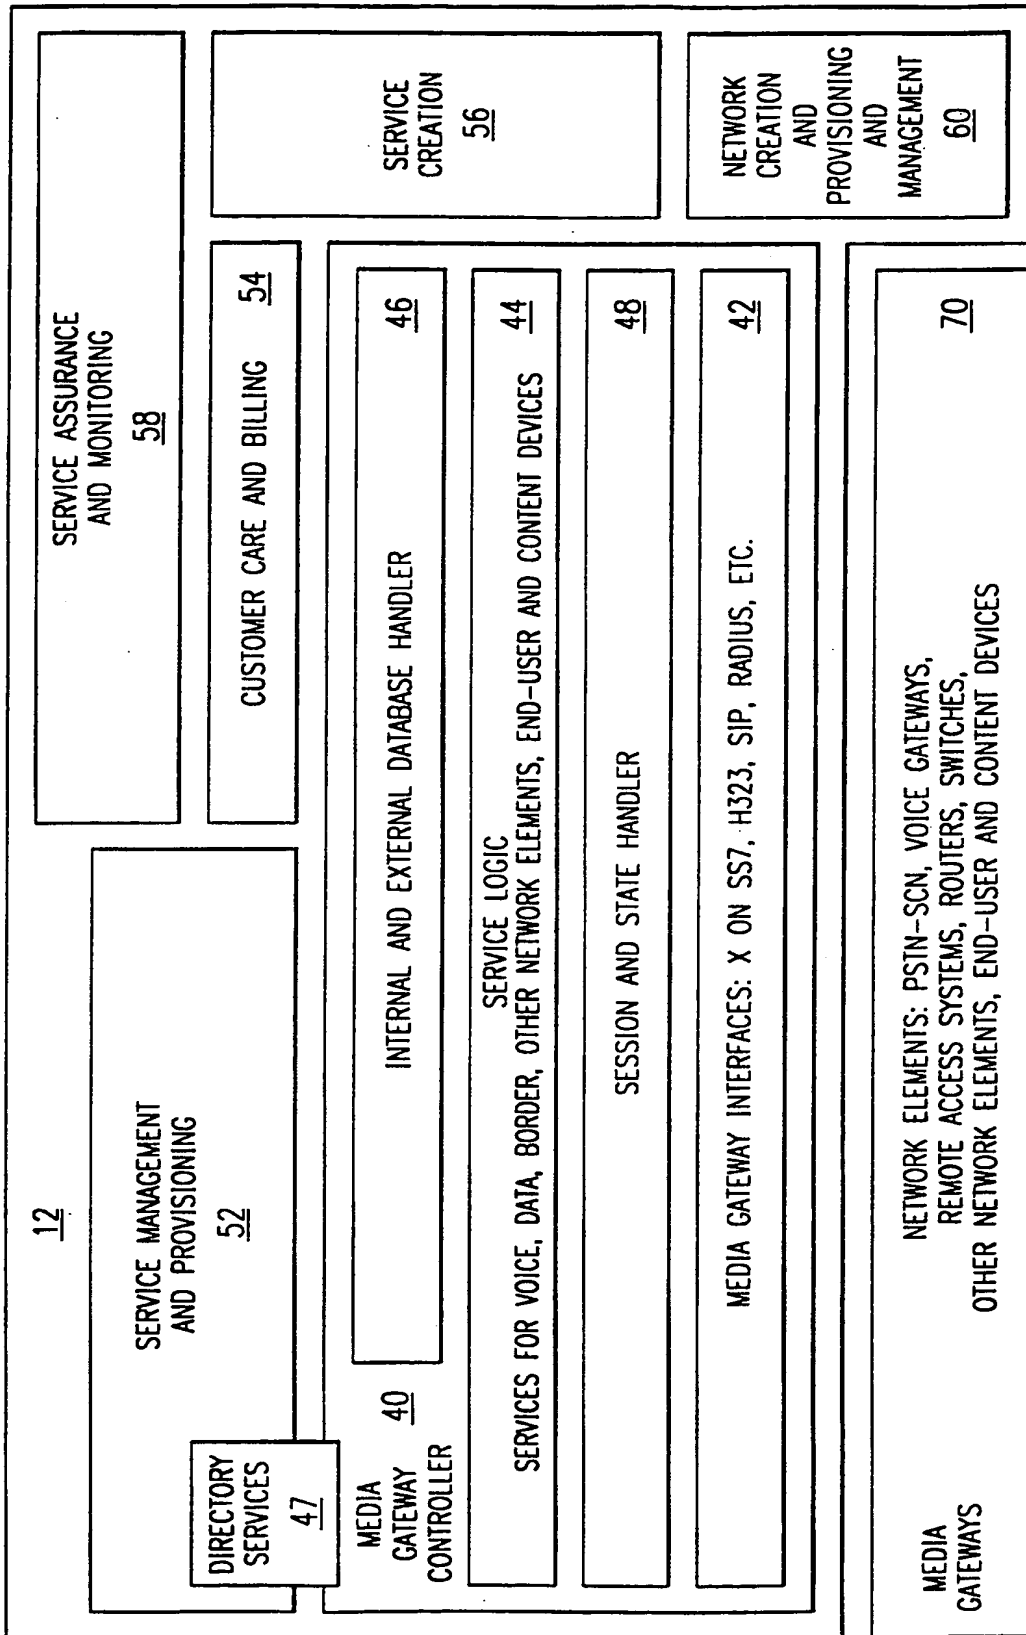 12
SERVICE MANAGEMENT
AND PROVISIONING
52
SERVICE ASSURANCE
AND MONITORING
58
DIRECTORY
SERVICES
47
CUSTOMER CARE AND BILLING 54
SERVICE
CREATION
56
MEDIA
GATEWAY
CONTROLLER
40
INTERNAL AND EXTERNAL DATABASE HANDLER 46
SERVICE LOGIC
SERVICES FOR VOICE, DATA, BORDER, OTHER NETWORK ELEMENTS, END-USER AND CONTENT DEVICES 44
SESSION AND STATE HANDLER 48
MEDIA GATEWAY INTERFACES: X ON SS7, H323, SIP, RADIUS, ETC. 42
NETWORK
CREATION
AND
PROVISIONING
AND
MANAGEMENT
60
MEDIA
GATEWAYS
NETWORK ELEMENTS: PSTN-SCN, VOICE GATEWAYS,
REMOTE ACCESS SYSTEMS, ROUTERS, SWITCHES,
OTHER NETWORK ELEMENTS, END-USER AND CONTENT DEVICES
70